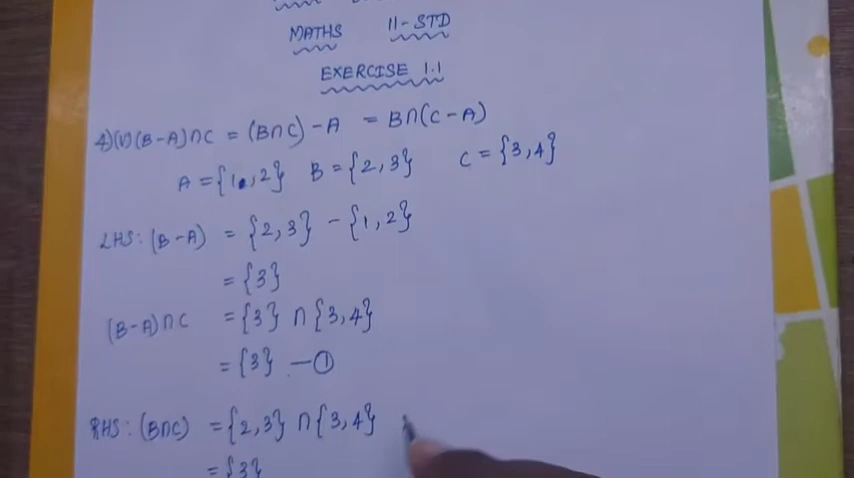 MATHS 11-STD
EXERCISE 1.1
4)(v)(B-A)∩C = (B∩C)-A = B∩(C-A)
A={1,2} B={2,3} C={3,4}
LHS: (B-A) = {2,3} - {1,2}
= {3}
(B-A)∩C = {3} ∩ {3,4}
= {3} —①
RHS: (B∩C) = {2,3} ∩ {3,4}
= {3}